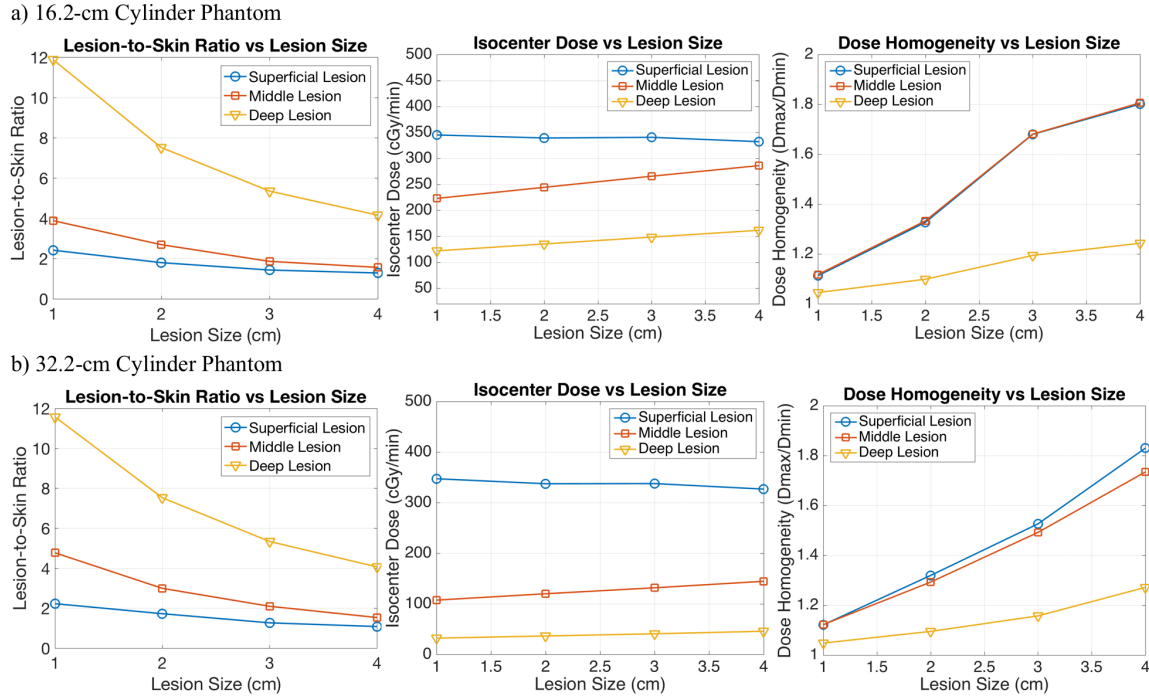 a) 16.2-cm Cylinder Phantom
Lesion-to-Skin Ratio vs Lesion Size
Lesion-to-Skin Ratio
12
10
8
6
4
2
0
Superficial Lesion
Middle Lesion
Deep Lesion
1
2
3
4
Lesion Size (cm)
Isocenter Dose vs Lesion Size
Isocenter Dose (cGy/min)
500
450
400
350
300
250
200
150
100
50
Superficial Lesion
Middle Lesion
Deep Lesion
1
1.5
2
2.5
3
3.5
4
Lesion Size (cm)
Dose Homogeneity vs Lesion Size
Dose Homogeneity (Dmax/Dmin)
2
1.8
1.6
1.4
1.2
1
Superficial Lesion
Middle Lesion
Deep Lesion
1
1.5
2
2.5
3
3.5
4
Lesion Size (cm)
b) 32.2-cm Cylinder Phantom
Lesion-to-Skin Ratio vs Lesion Size
Lesion-to-Skin Ratio
12
10
8
6
4
2
0
Superficial Lesion
Middle Lesion
Deep Lesion
1
2
3
4
Lesion Size (cm)
Isocenter Dose vs Lesion Size
Isocenter Dose (cGy/min)
500
400
300
200
100
0
Superficial Lesion
Middle Lesion
Deep Lesion
1
1.5
2
2.5
3
3.5
4
Lesion Size (cm)
Dose Homogeneity vs Lesion Size
Dose Homogeneity (Dmax/Dmin)
2
1.8
1.6
1.4
1.2
1
Superficial Lesion
Middle Lesion
Deep Lesion
1
1.5
2
2.5
3
3.5
4
Lesion Size (cm)